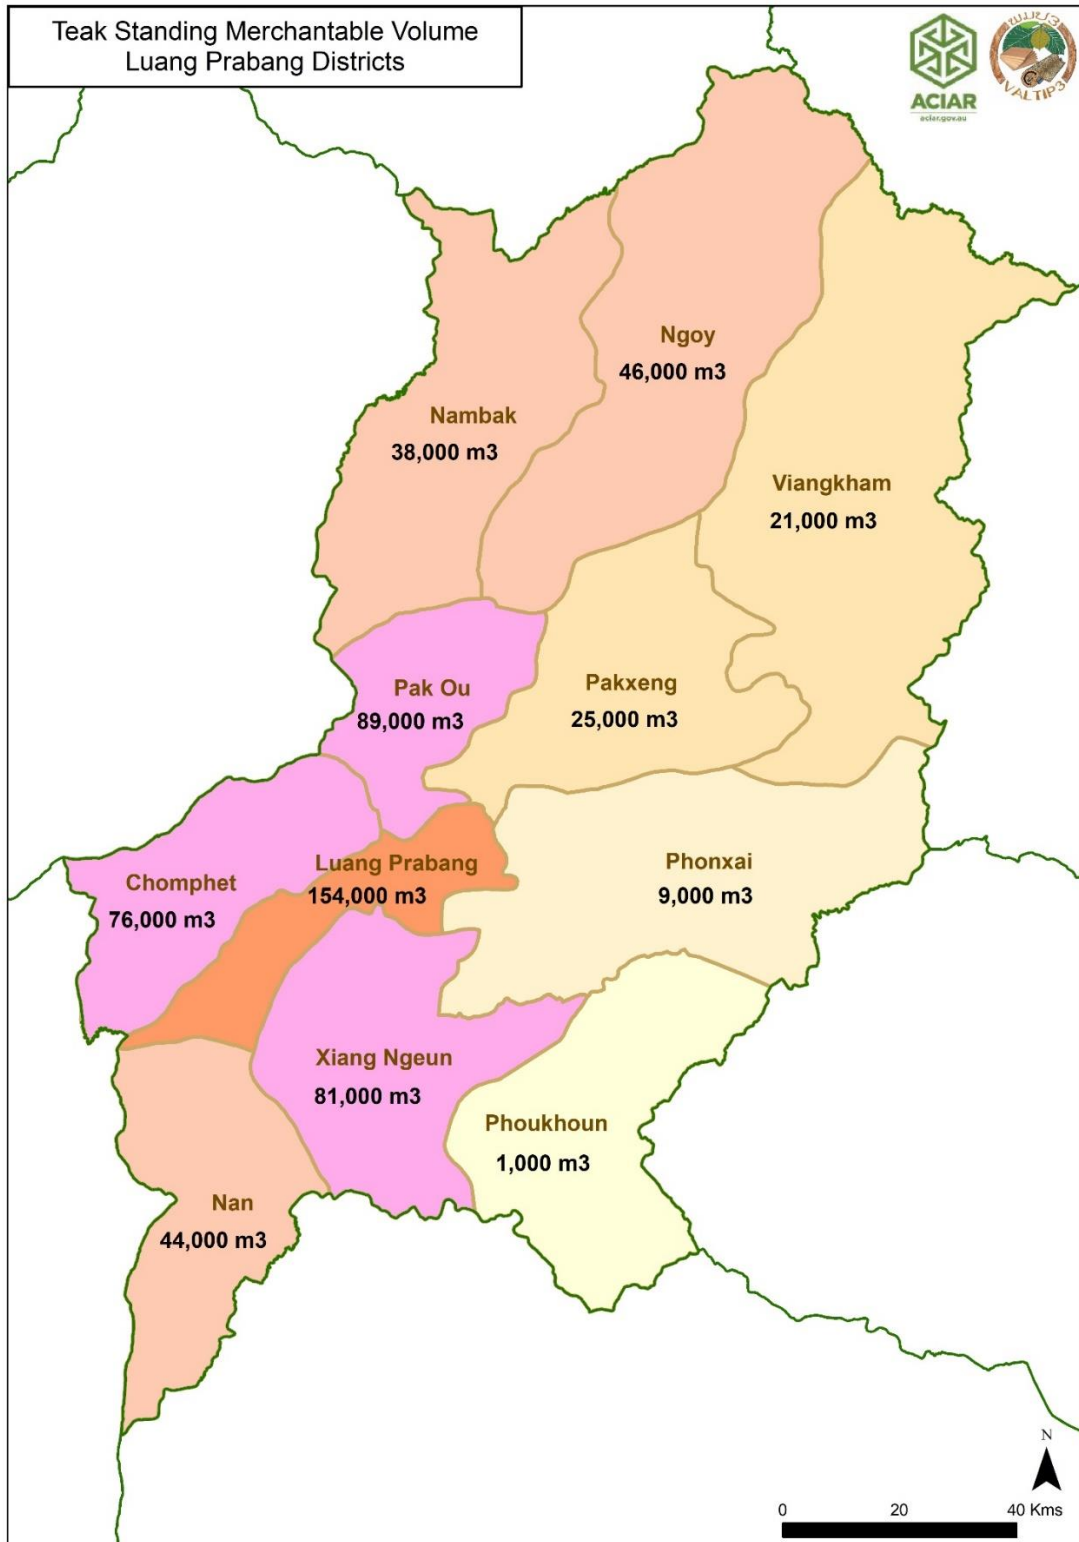 Teak Standing Merchantable Volume
Luang Prabang Districts
ACIAR
aciar.gov.au
VALTIP3
Ngoy
46,000 m3
Nambak
38,000 m3
Viangkham
21,000 m3
Pak Ou
89,000 m3
Pakxeng
25,000 m3
Luang Prabang
154,000 m3
Phonxai
9,000 m3
Chomphet
76,000 m3
Xiang Ngeun
81,000 m3
Phoukhoun
1,000 m3
Nan
44,000 m3
N
0 20 40 Kms